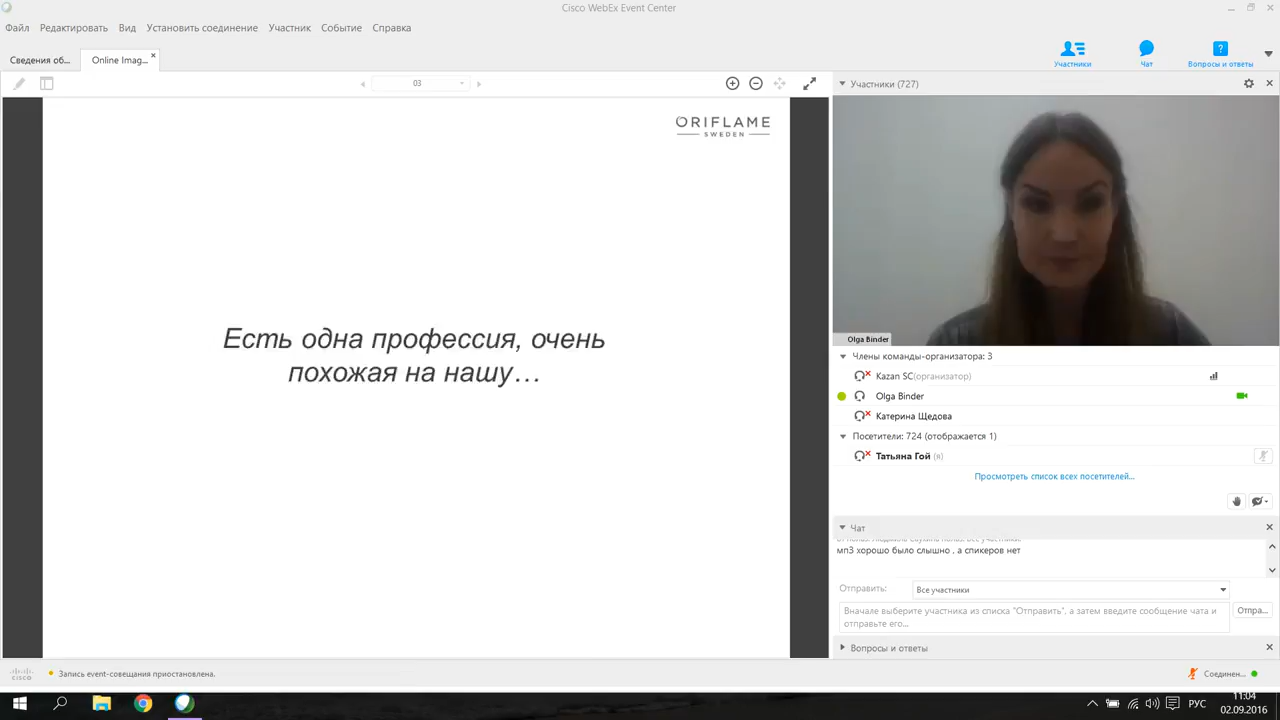 Cisco WebEx Event Center
Файл Редактировать Вид Установить соединение Участник Событие Справка
Сведения об... Online Imag...
Участники Чат Вопросы и ответы
03
Участники (727)
ORIFLAME
SWEDEN
Есть одна профессия, очень
похожая на нашу…
Olga Binder
Члены команды-организатора: 3
Kazan SC(организатор)
Olga Binder
Катерина Щедова
Посетители: 724 (отображается 1)
Татьяна Гой (я)
Просмотреть список всех посетителей...
Чат
мп3 хорошо было слышно , а спикеров нет
Отправить: Все участники
Вначале выберите участника из списка "Отправить", а затем введите сообщение чата и
отправьте его...
Отпра...
Вопросы и ответы
cisco Запись event-совещания приостановлена.
Соединен...
РУС
11:04
02.09.2016